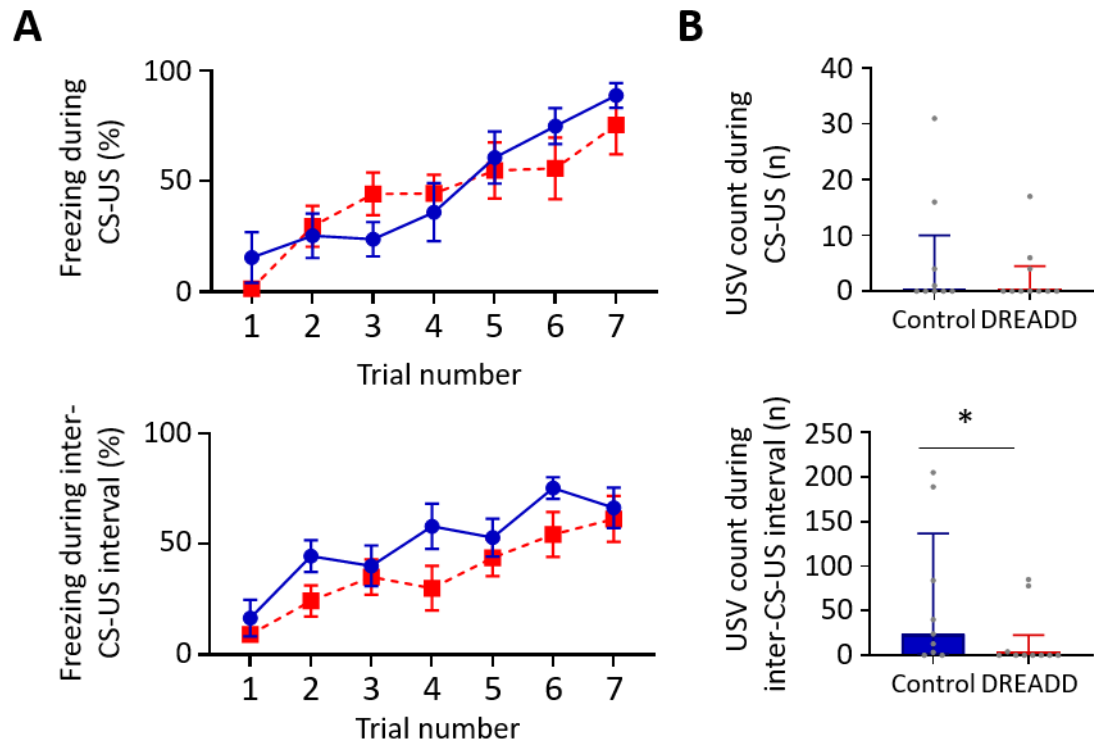 A
Freezing during
CS-US (%)
100
50
0
1 2 3 4 5 6 7
Trial number
Freezing during inter-
CS-US interval (%)
100
50
0
1 2 3 4 5 6 7
Trial number
B
USV count during
CS-US (n)
40
30
20
10
0
Control DREADD
USV count during
inter-CS-US interval (n)
250
200
150
100
50
0
*
Control DREADD